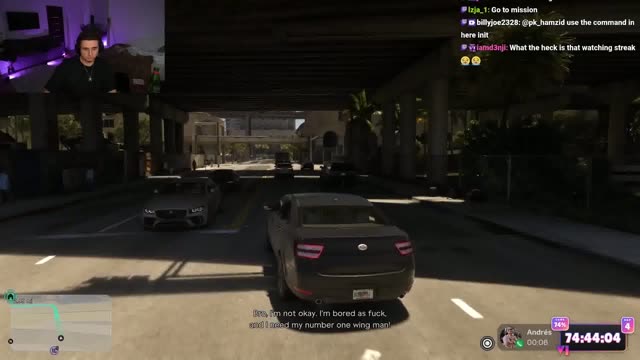 lzja_1: Go to mission
billyjoe2328: @pk_hamzid use the command in
here init
iamd3nji: What the heck is that watching streak
Bro, I'm not okay. I'm bored as fuck,
and I need my number one wing man!
Andrés
00:06
74%
DAY
4
74:44:04
VI